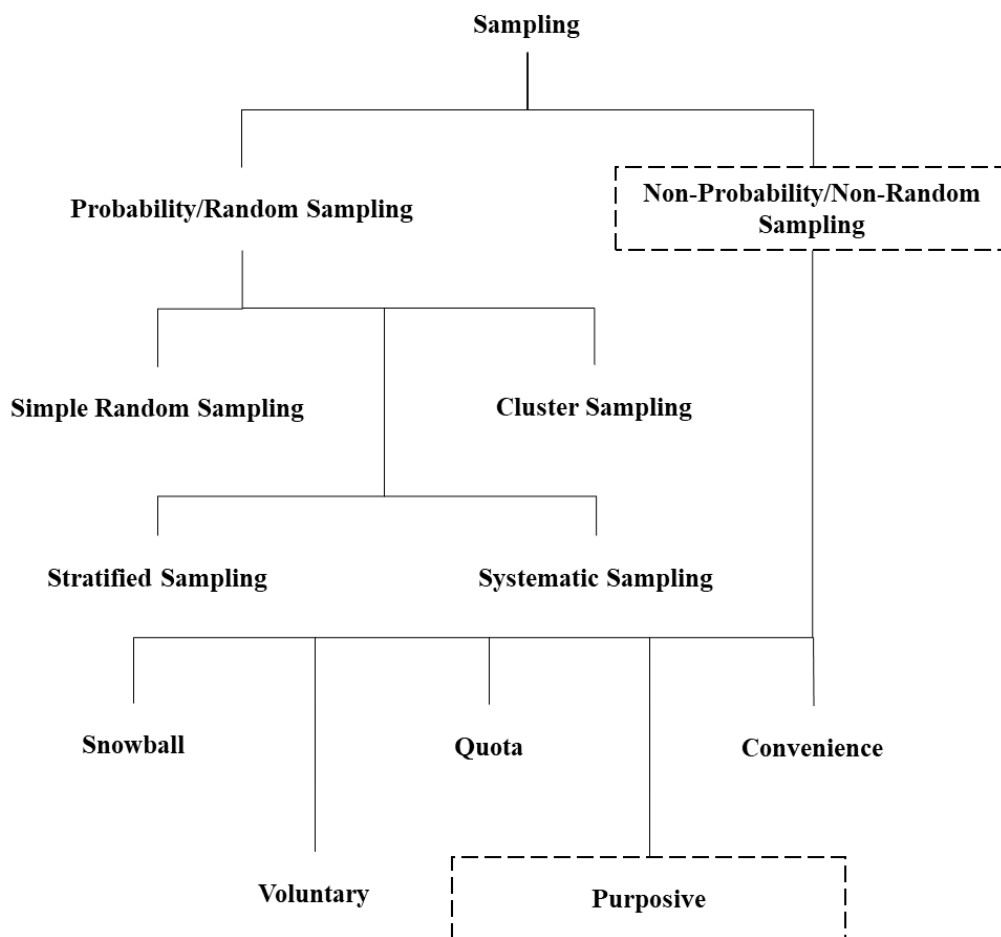 Sampling
Probability/Random Sampling
Non-Probability/Non-Random
Sampling
Simple Random Sampling
Cluster Sampling
Stratified Sampling
Systematic Sampling
Snowball
Quota
Convenience
Voluntary
Purposive